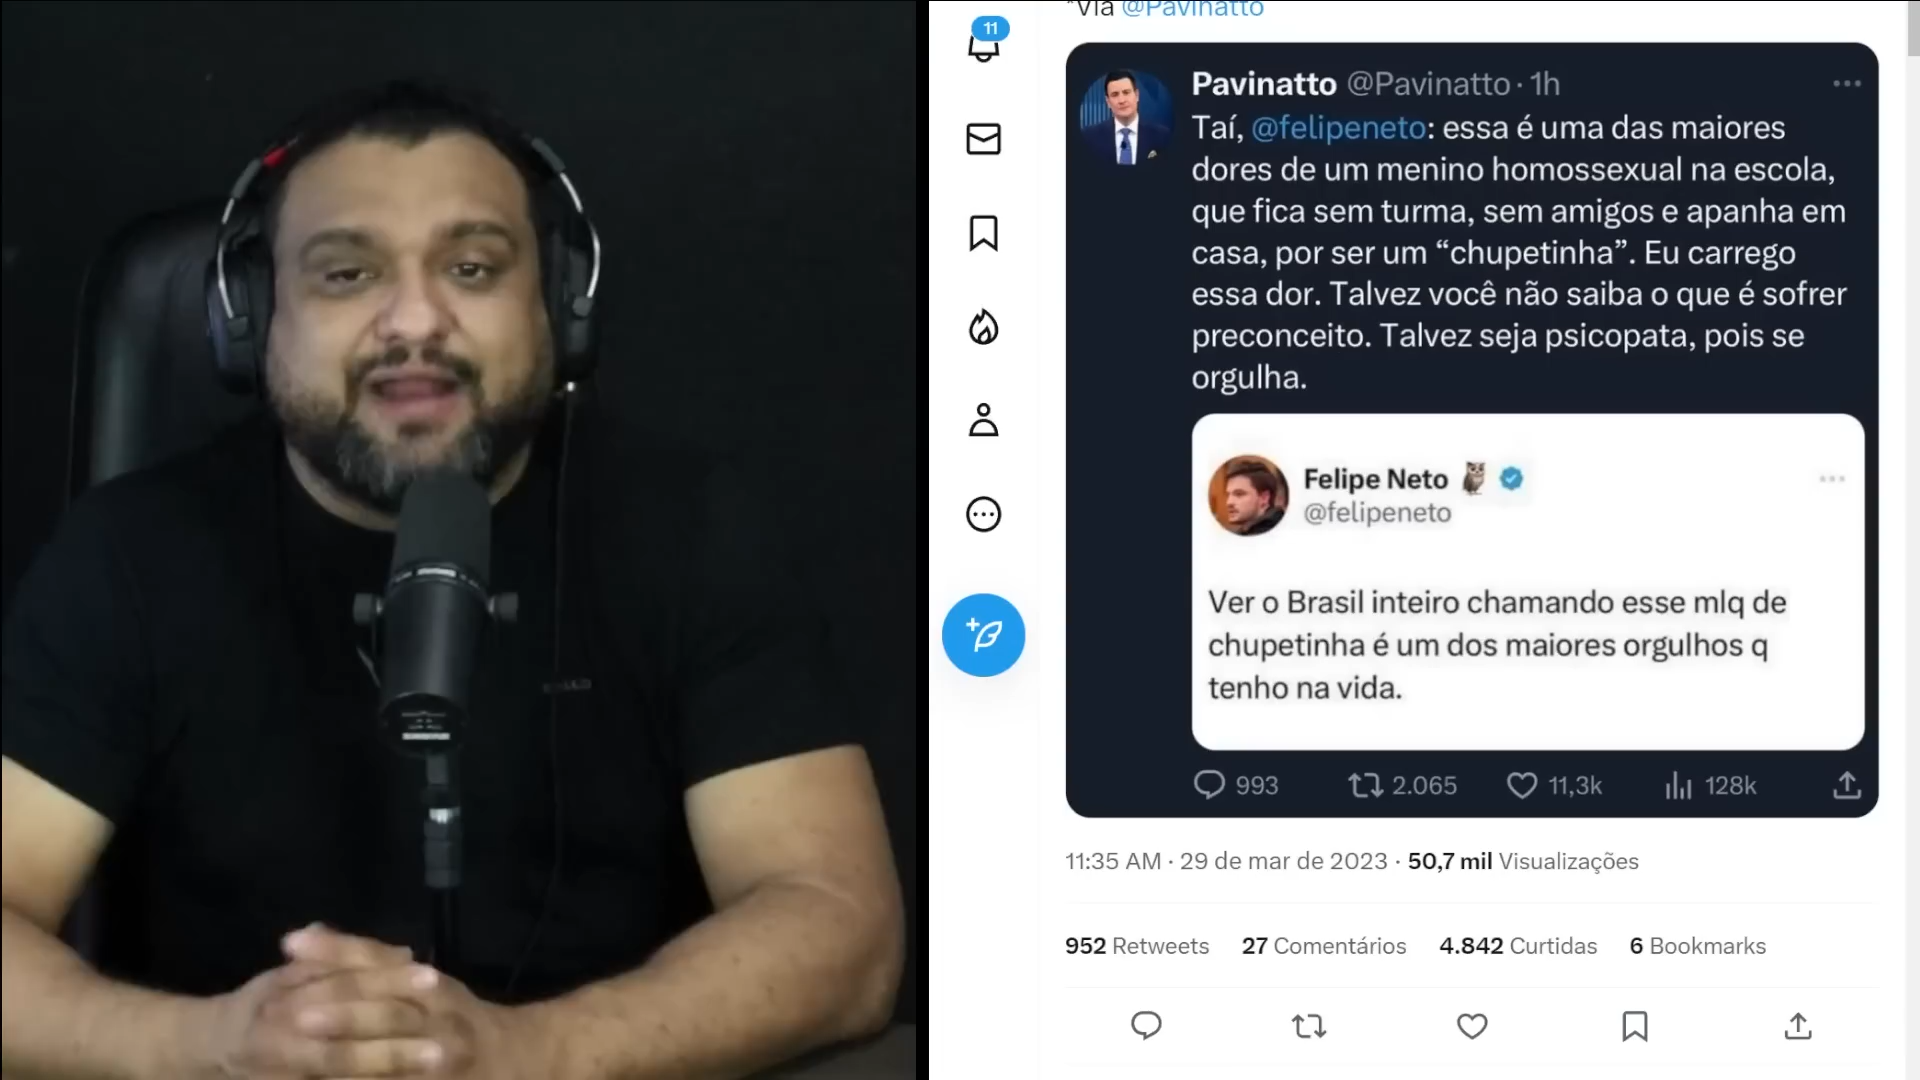 *Via @Pavinatto
11
Pavinatto @Pavinatto · 1h
Taí, @felipeneto: essa é uma das maiores
dores de um menino homossexual na escola,
que fica sem turma, sem amigos e apanha em
casa, por ser um “chupetinha”. Eu carrego
essa dor. Talvez você não saiba o que é sofrer
preconceito. Talvez seja psicopata, pois se
orgulha.
Felipe Neto
@felipeneto
Ver o Brasil inteiro chamando esse mlq de
chupetinha é um dos maiores orgulhos q
tenho na vida.
993 2.065 11,3k 128k
11:35 AM · 29 de mar de 2023 · 50,7 mil Visualizações
952 Retweets 27 Comentários 4.842 Curtidas 6 Bookmarks